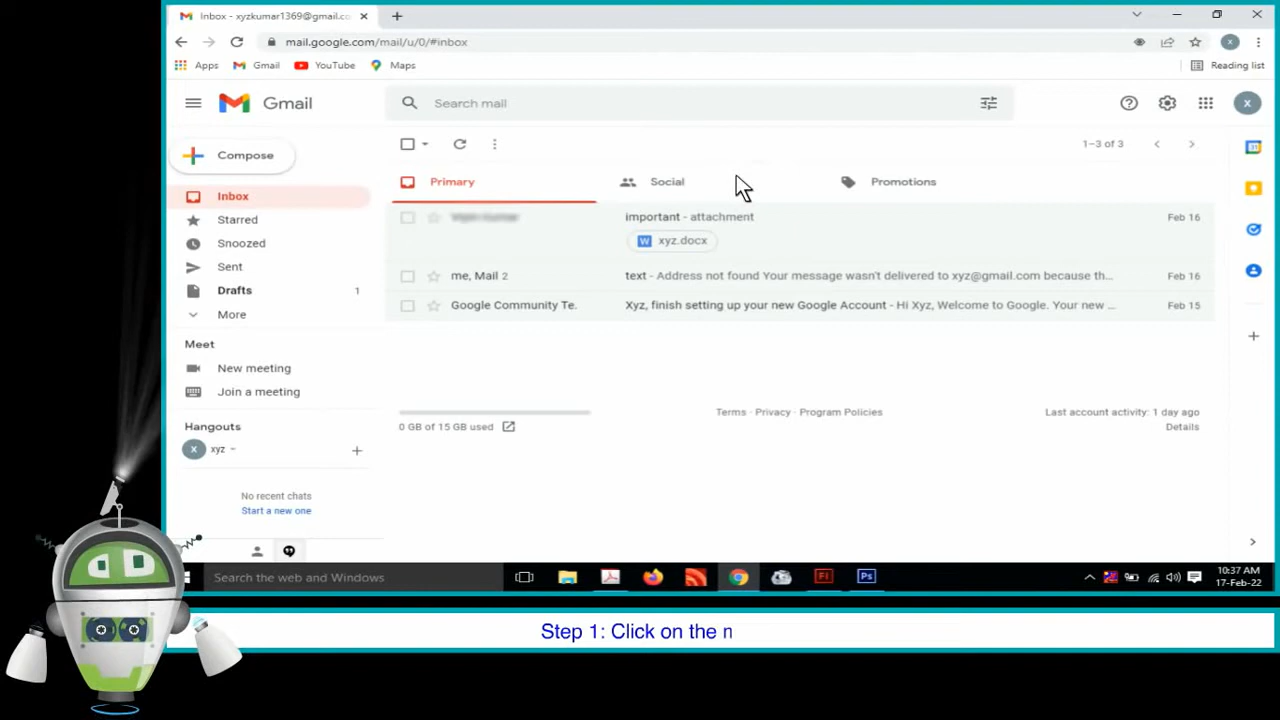 Inbox - xyzkumar1369@gmail.co
mail.google.com/mail/u/0/#inbox
Apps Gmail YouTube Maps Reading list
Gmail Search mail X
Compose 1–3 of 3
Primary Social Promotions
Inbox
Starred
Snoozed
Sent
Drafts 1
More
important - attachment Feb 16
W xyz.docx
me, Mail 2 text - Address not found Your message wasn't delivered to xyz@gmail.com because th... Feb 16
Google Community Te. Xyz, finish setting up your new Google Account - Hi Xyz, Welcome to Google. Your new ... Feb 15
Meet
New meeting
Join a meeting
Hangouts
X xyz
No recent chats
Start a new one
0 GB of 15 GB used
Terms · Privacy · Program Policies
Last account activity: 1 day ago
Details
Search the web and Windows Fl Ps 10:37 AM
17-Feb-22
Step 1: Click on the n